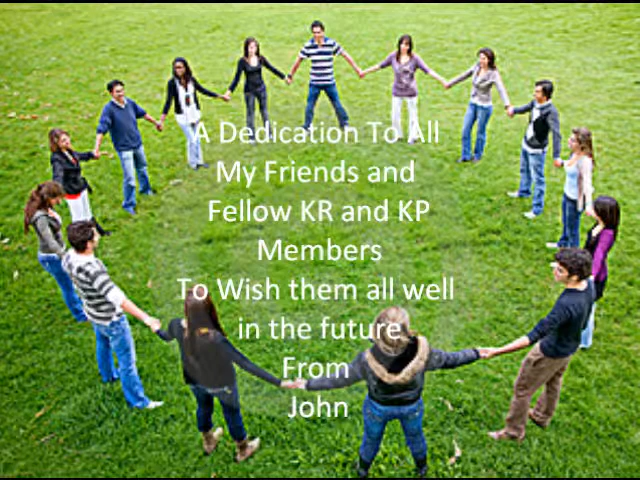 A Dedication To All
My Friends and
Fellow KR and KP
Members
To Wish them all well
in the future
From
John